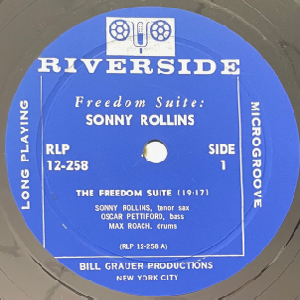 RIVERSIDE
Freedom Suite:
SONNY ROLLINS
LONG PLAYING
MICROGROOVE
RLP
12-258
SIDE
1
THE FREEDOM SUITE (19:17)
SONNY ROLLINS, tenor sax
OSCAR PETTIFORD, bass
MAX ROACH, drums
(RLP 12-258 A)
BILL GRAUER PRODUCTIONS
NEW YORK CITY